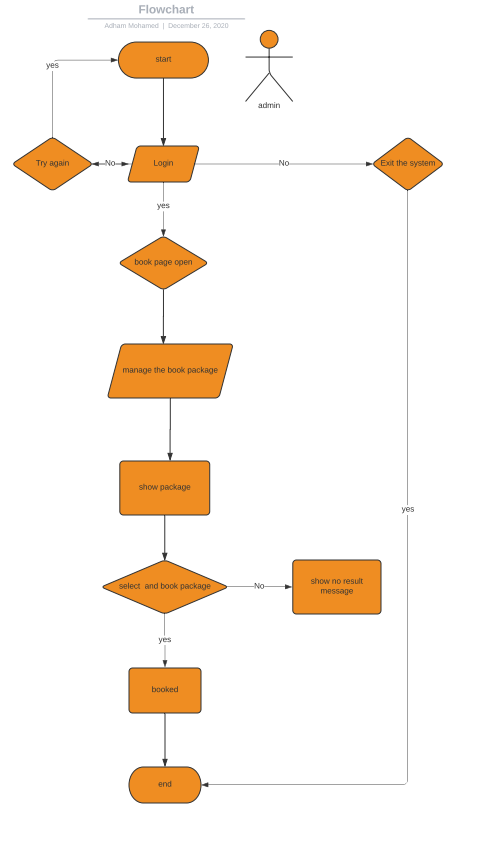 Flowchart
Adham Mohamed | December 26, 2020
start
yes
admin
Try again
No
Login
No
Exit the system
yes
book page open
manage the book package
show package
yes
select  and book package
No
show no result
message
yes
booked
end